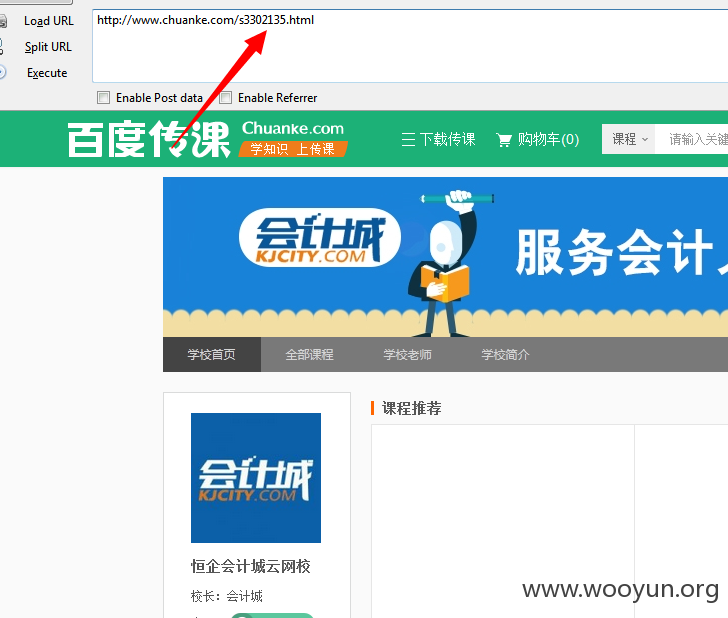 Load URL
http://www.chuanke.com/s3302135.html
Split URL
Execute
Enable Post data
Enable Referrer
百度传课
Chuanke.com
学知识 上传课
下载传课
购物车(0)
课程
请输入关键
会计城
KJCITY.COM
服务会计
学校首页
全部课程
学校老师
学校简介
课程推荐
会计城
KJCITY.COM
恒企会计城云网校
校长：会计城
www.wooyun.org